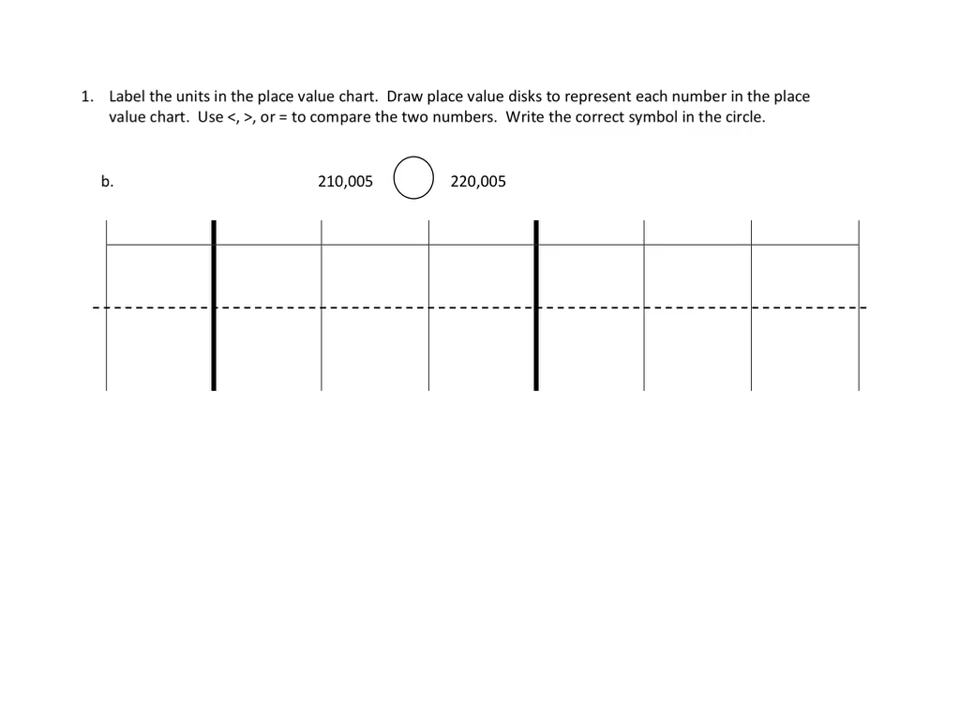 1. Label the units in the place value chart. Draw place value disks to represent each number in the place
value chart. Use <, >, or = to compare the two numbers. Write the correct symbol in the circle.
b. 210,005 220,005